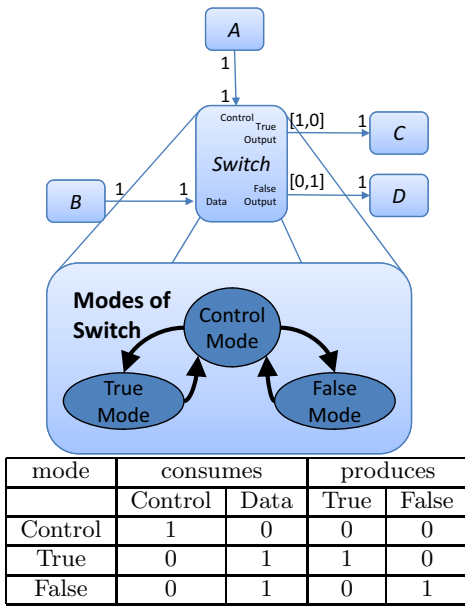 A
1
1
Control
True
Output
[1,0]
1
C
Switch
B
1
1
Data
False
Output
[0,1]
1
D
Modes of
Switch
Control
Mode
True
Mode
False
Mode
mode consumes produces
Control Data True False
Control 1 0 0 0
True 0 1 1 0
False 0 1 0 1